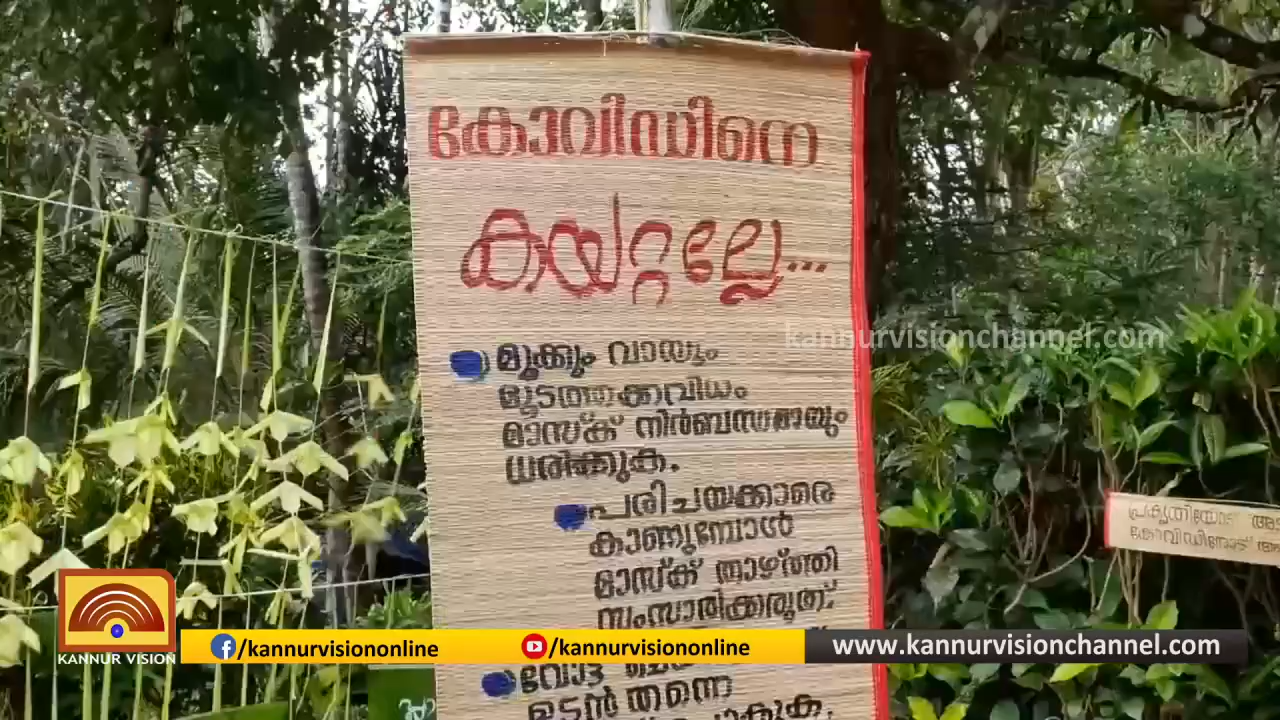 കോവിഡിനെ
കയറ്റല്ലേ...
മൂക്കും വായും
മൂടത്തക്കവിധം
മാസ്ക് നിർബന്ധമായും
ധരിക്കുക.
പരിചയക്കാരെ
കാണുമ്പോൾ
മാസ്ക് താഴ്ത്തി
സംസാരിക്കരുത്.
വോട്ട്
ഉടൻ തന്നെ
പ്രകൃതിയോട്
കോവിഡിനോട്
kannurvisionchannel.com
KANNUR VISION
/kannurvisiononline
/kannurvisiononline
www.kannurvisionchannel.com